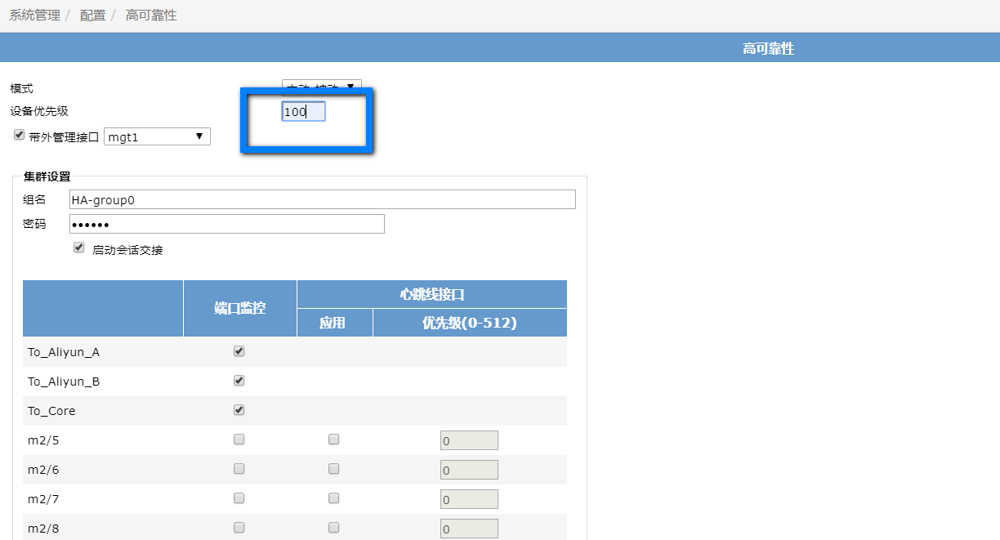 系统管理 / 配置 / 高可靠性
高可靠性
模式
设备优先级 100
带外管理接口 mgt1
集群设置
组名 HA-group0
密码 ••••••
启动会话交接
端口监控 心跳线接口
应用 优先级(0-512)
To_Aliyun_A
To_Aliyun_B
To_Core
m2/5 0
m2/6 0
m2/7 0
m2/8 0